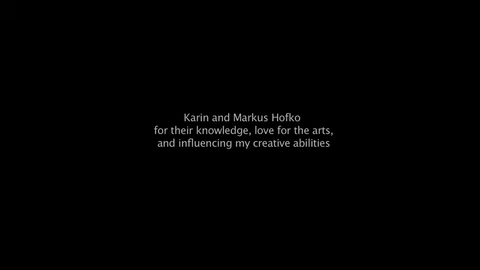 Karin and Markus Hofko
for their knowledge, love for the arts,
and influencing my creative abilities